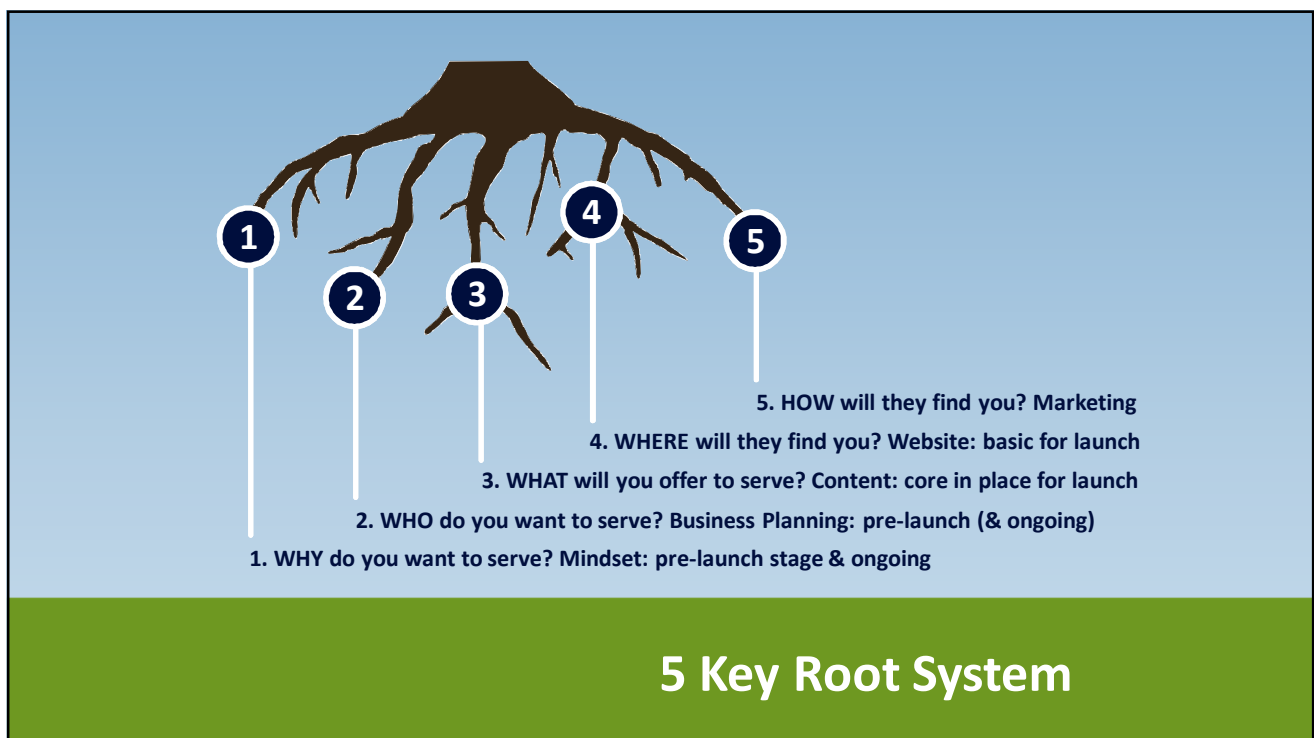 1
2
3
4
5
5. HOW will they find you? Marketing
4. WHERE will they find you? Website: basic for launch
3. WHAT will you offer to serve? Content: core in place for launch
2. WHO do you want to serve? Business Planning: pre-launch (& ongoing)
1. WHY do you want to serve? Mindset: pre-launch stage & ongoing
5 Key Root System